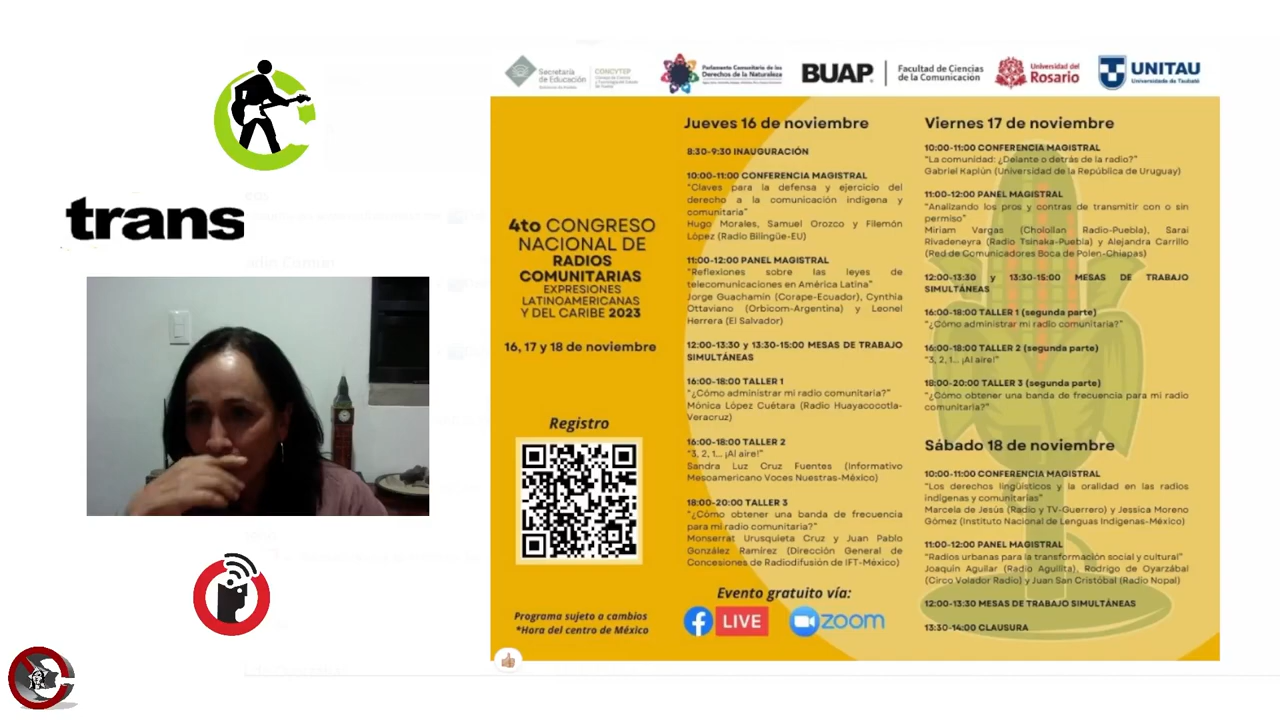 trans
Secretaría
de Educación
CONCYTEP
Parlamento Comunitario de los
Derechos de la Naturaleza
BUAP
Facultad de Ciencias
de la Comunicación
Universidad del
Rosario
UNITAU
Universidade de Taubaté
4to CONGRESO
NACIONAL DE
RADIOS
COMUNITARIAS
EXPRESIONES
LATINOAMERICANAS
Y DEL CARIBE 2023
16, 17 y 18 de noviembre
Registro
Programa sujeto a cambios
*Hora del centro de México
Jueves 16 de noviembre
8:30-9:30 INAUGURACIÓN
10:00-11:00 CONFERENCIA MAGISTRAL
"Claves para la defensa y ejercicio del
derecho a la comunicación indígena y
comunitaria"
Hugo Morales, Samuel Orozco y Filemón
López (Radio Bilingüe-EU)
11:00-12:00 PANEL MAGISTRAL
"Reflexiones sobre las leyes de
telecomunicaciones en América Latina"
Jorge Guachamín (Corape-Ecuador), Cynthia
Ottaviano (Orbicom-Argentina) y Leonel
Herrera (El Salvador)
12:00-13:30 y 13:30-15:00 MESAS DE TRABAJO
SIMULTÁNEAS
16:00-18:00 TALLER 1
"¿Cómo administrar mi radio comunitaria?"
Mónica López Cuétara (Radio Huayacocotla-
Veracruz)
16:00-18:00 TALLER 2
"3, 2, 1... ¡Al aire!"
Sandra Luz Cruz Fuentes (Informativo
Mesoamericano Voces Nuestras-México)
18:00-20:00 TALLER 3
"¿Cómo obtener una banda de frecuencia
para mi radio comunitaria?"
Monserrat Urusquieta Cruz y Juan Pablo
González Ramírez (Dirección General de
Concesiones de Radiodifusión de IFT-México)
Evento gratuito vía:
LIVE
zoom
Viernes 17 de noviembre
10:00-11:00 CONFERENCIA MAGISTRAL
"La comunidad: ¿Delante o detrás de la radio?"
Gabriel Kaplún (Universidad de la República de Uruguay)
11:00-12:00 PANEL MAGISTRAL
"Analizando los pros y contras de transmitir con o sin
permiso"
Miriam Vargas (Cholollan Radio-Puebla), Sarai
Rivadeneyra (Radio Tsinaka-Puebla) y Alejandra Carrillo
(Red de Comunicadores Boca de Polen-Chiapas)
12:00-13:30 y 13:30-15:00 MESAS DE TRABAJO
SIMULTÁNEAS
16:00-18:00 TALLER 1 (segunda parte)
"¿Cómo administrar mi radio comunitaria?"
16:00-18:00 TALLER 2 (segunda parte)
"3, 2, 1... ¡Al aire!"
18:00-20:00 TALLER 3 (segunda parte)
"¿Cómo obtener una banda de frecuencia para mi radio
comunitaria?"
Sábado 18 de noviembre
10:00-11:00 CONFERENCIA MAGISTRAL
"Los derechos lingüísticos y la oralidad en las radios
indígenas y comunitarias"
Marcela de Jesús (Radio y TV-Guerrero) y Jessica Moreno
Gómez (Instituto Nacional de Lenguas Indígenas-México)
11:00-12:00 PANEL MAGISTRAL
"Radios urbanas para la transformación social y cultural"
Joaquín Aguilar (Radio Aguilita), Rodrigo de Oyarzábal
(Circo Volador Radio) y Juan San Cristóbal (Radio Nopal)
12:00-13:30 MESAS DE TRABAJO SIMULTÁNEAS
13:30-14:00 CLAUSURA